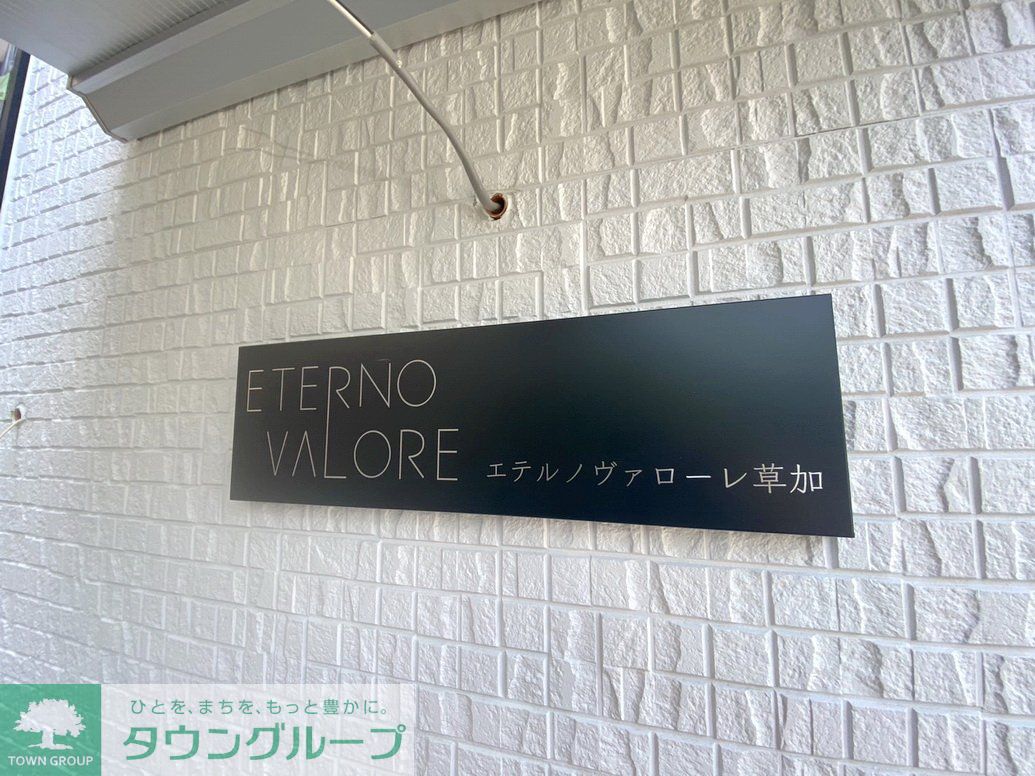 ETERNO
VALORE
エテルノヴァローレ草加
ひとを、まちを、もっと豊かに。
タウングループ
TOWN GROUP